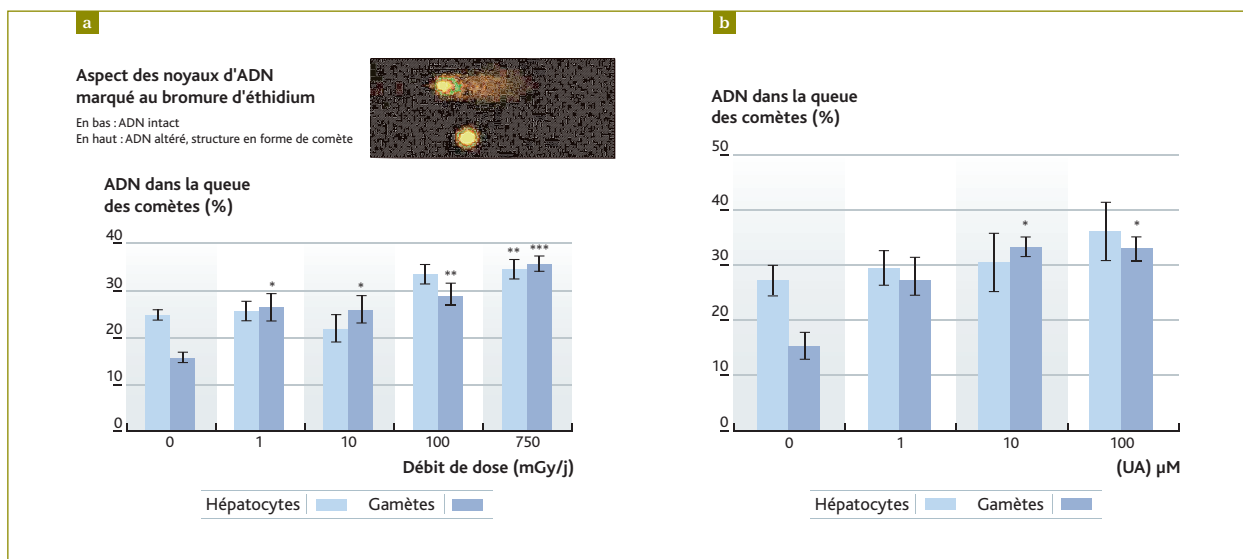 a
Aspect des noyaux d'ADN
marqué au bromure d'éthidium
En bas : ADN intact
En haut : ADN altéré, structure en forme de comète
ADN dans la queue
des comètes (%)
40
30
20
10
0
* * ** ** ***
0 1 10 100 750
Débit de dose (mGy/j)
Hépatocytes Gamètes
b
ADN dans la queue
des comètes (%)
50
40
30
20
10
0
* *
0 1 10 100
(UA) µM
Hépatocytes Gamètes